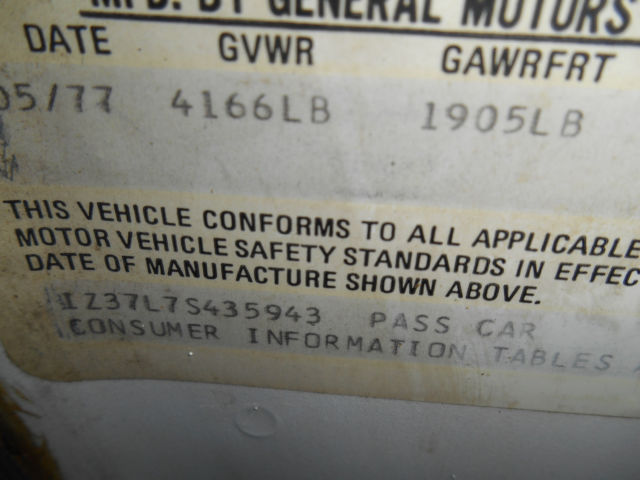 MFD. BY GENERAL MOTORS
DATE GVWR GAWRFRT
05/77 4166LB 1905LB
THIS VEHICLE CONFORMS TO ALL APPLICABLE
MOTOR VEHICLE SAFETY STANDARDS IN EFFEC
DATE OF MANUFACTURE SHOWN ABOVE.
1Z37L7S435943 PASS CAR
CONSUMER INFORMATION TABLES